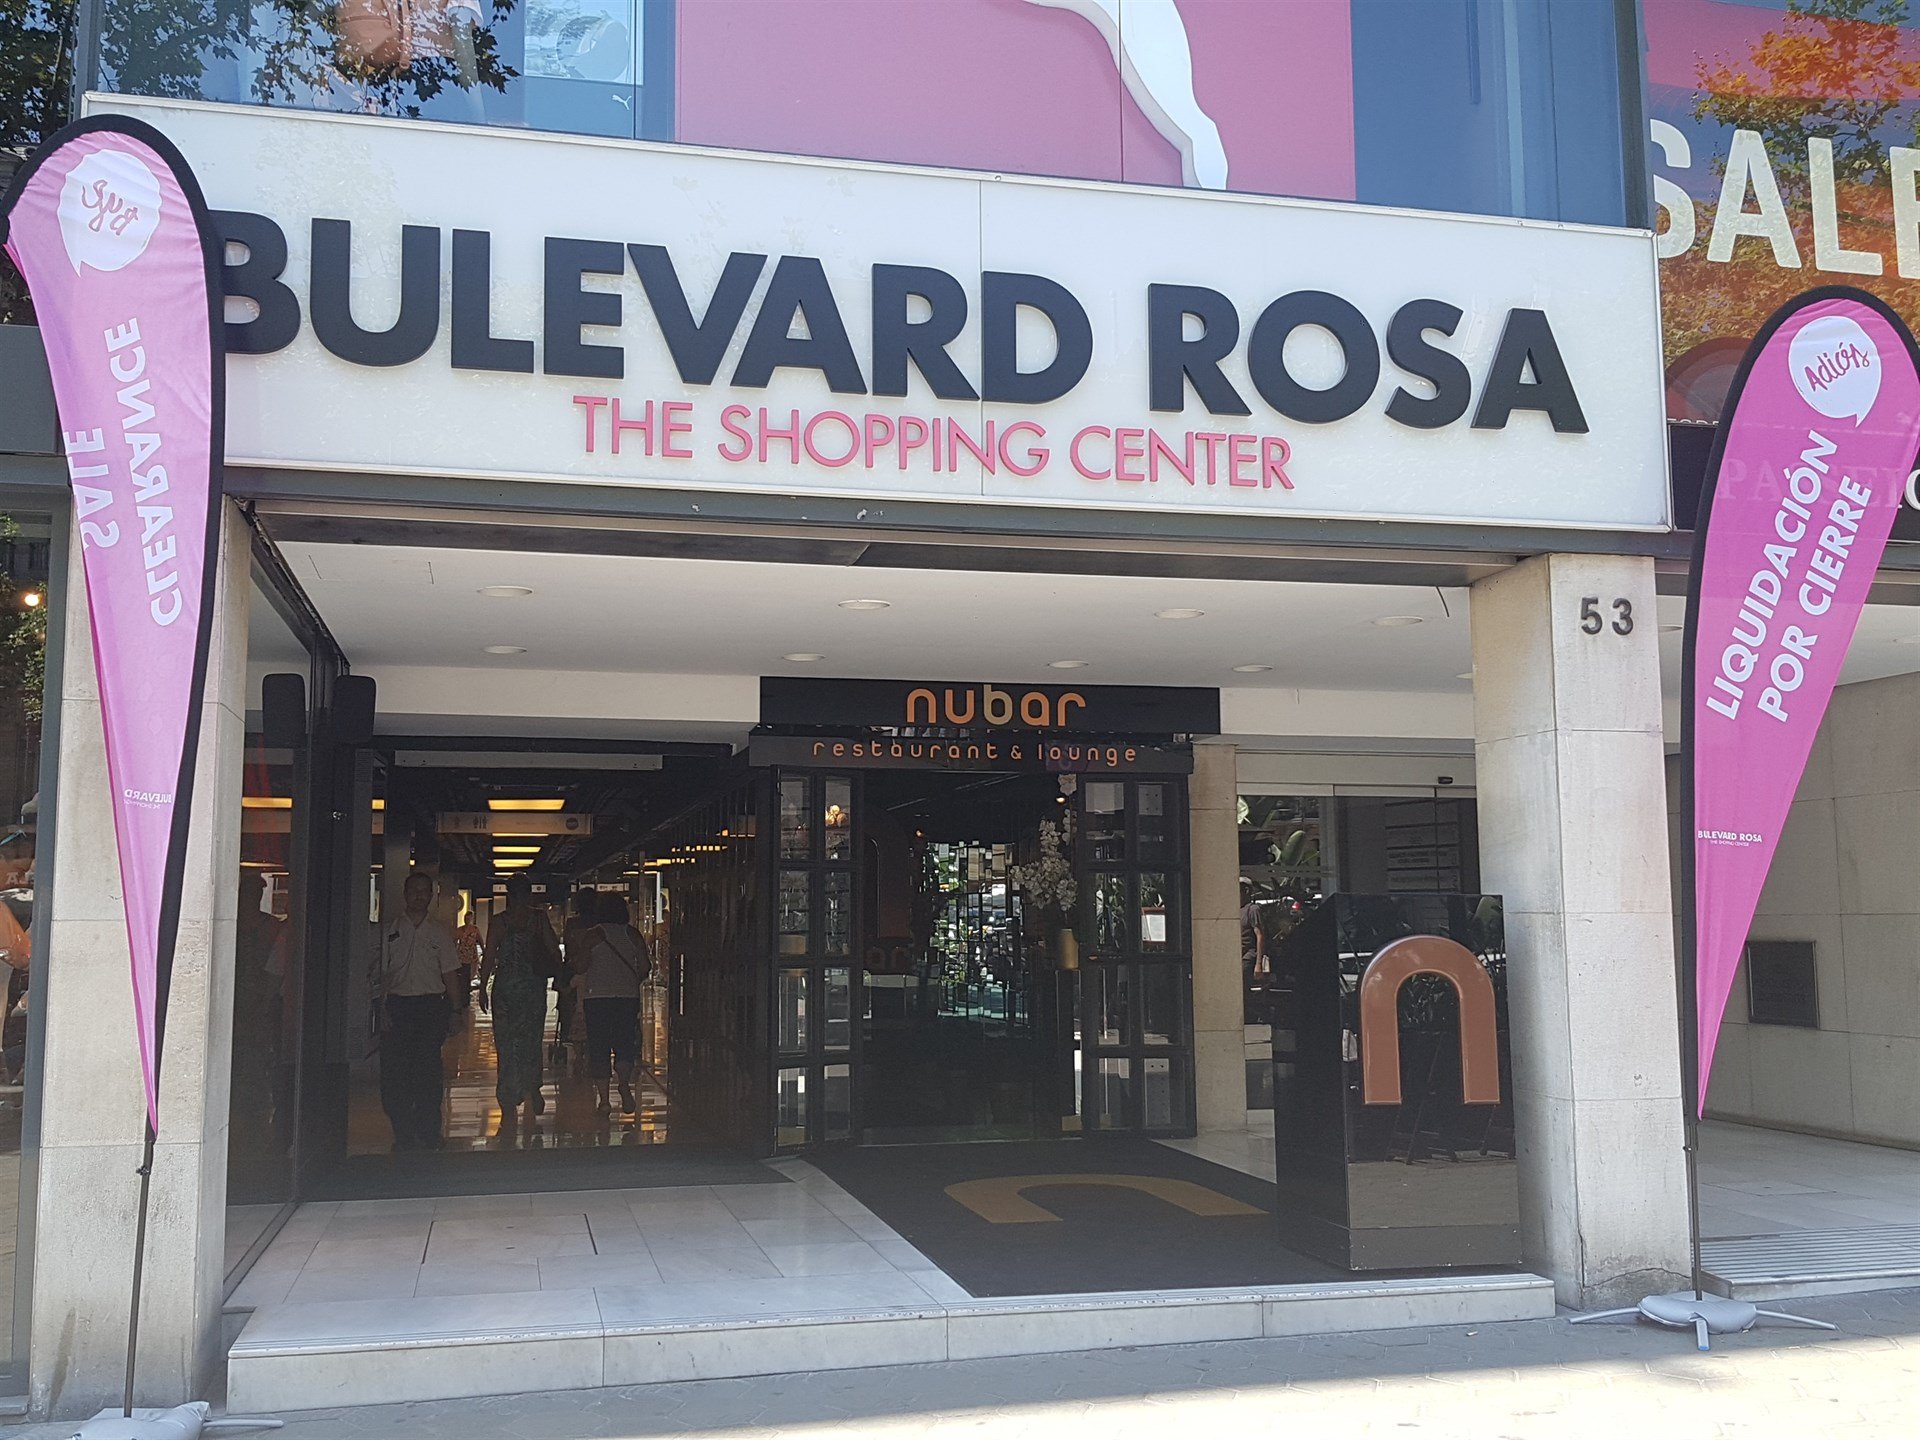 BULEVARD ROSA
THE SHOPPING CENTER
SALE
CLEARANCE
SALE
BULEVARD
Adiós
LIQUIDACIÓN
POR CIERRE
BULEVARD ROSA
THE SHOPPING CENTER
53
nubar
restaurant & lounge
n
n